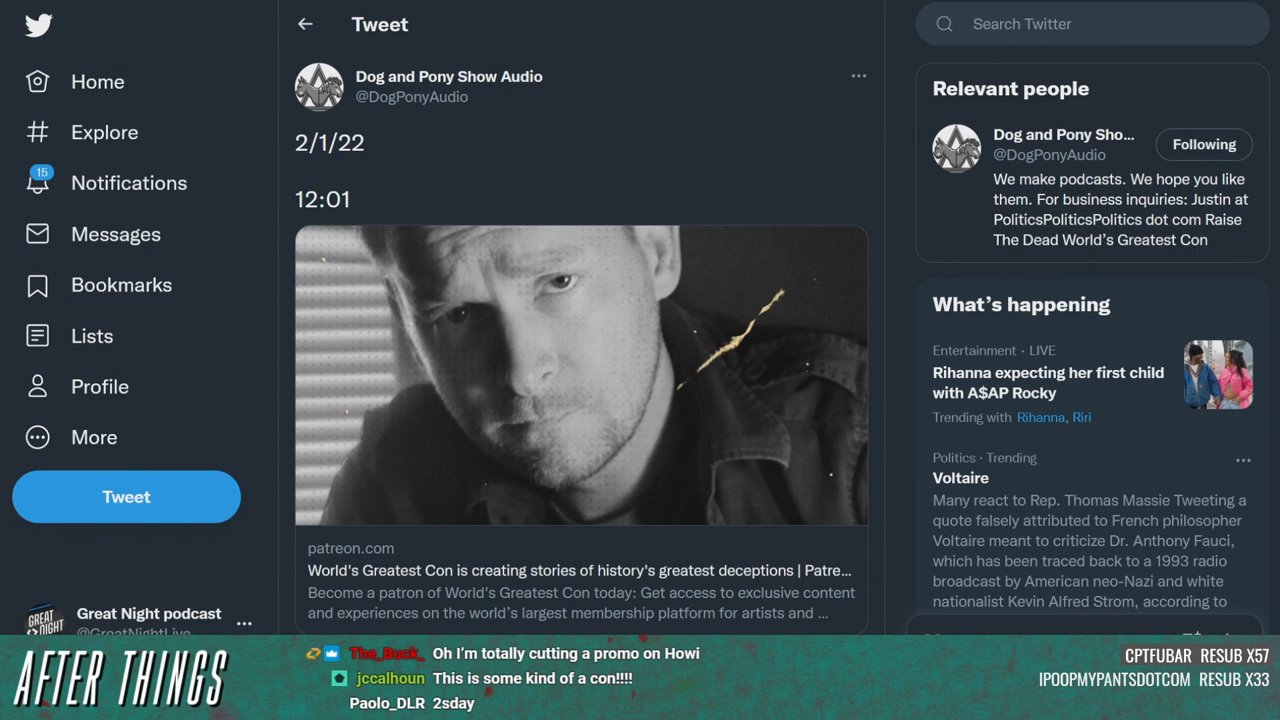 Home
Explore
15
Notifications
Messages
Bookmarks
Lists
Profile
More
Tweet
Great Night podcast
@GreatNightLive
GREAT
NIGHT
Tweet
Dog and Pony Show Audio
@DogPonyAudio
2/1/22
12:01
patreon.com
World's Greatest Con is creating stories of history's greatest deceptions | Patre...
Become a patron of World's Greatest Con today: Get access to exclusive content
and experiences on the world's largest membership platform for artists and ...
Search Twitter
Relevant people
Dog and Pony Sho...
Following
@DogPonyAudio
We make podcasts. We hope you like
them. For business inquiries: Justin at
PoliticsPoliticsPolitics dot com Raise
The Dead World's Greatest Con
What's happening
Entertainment · LIVE
Rihanna expecting her first child
with A$AP Rocky
Trending with Rihanna, Riri
Politics · Trending
Voltaire
Many react to Rep. Thomas Massie Tweeting a
quote falsely attributed to French philosopher
Voltaire meant to criticize Dr. Anthony Fauci,
which has been traced back to a 1993 radio
broadcast by American neo-Nazi and white
nationalist Kevin Alfred Strom, according to
AFTER THINGS
The_Buck_ Oh I'm totally cutting a promo on Howi
jccalhoun This is some kind of a con!!!!
Paolo_DLR 2sday
CPTFUBAR RESUB X57
IPOOPMYPANTSDOTCOM RESUB X33